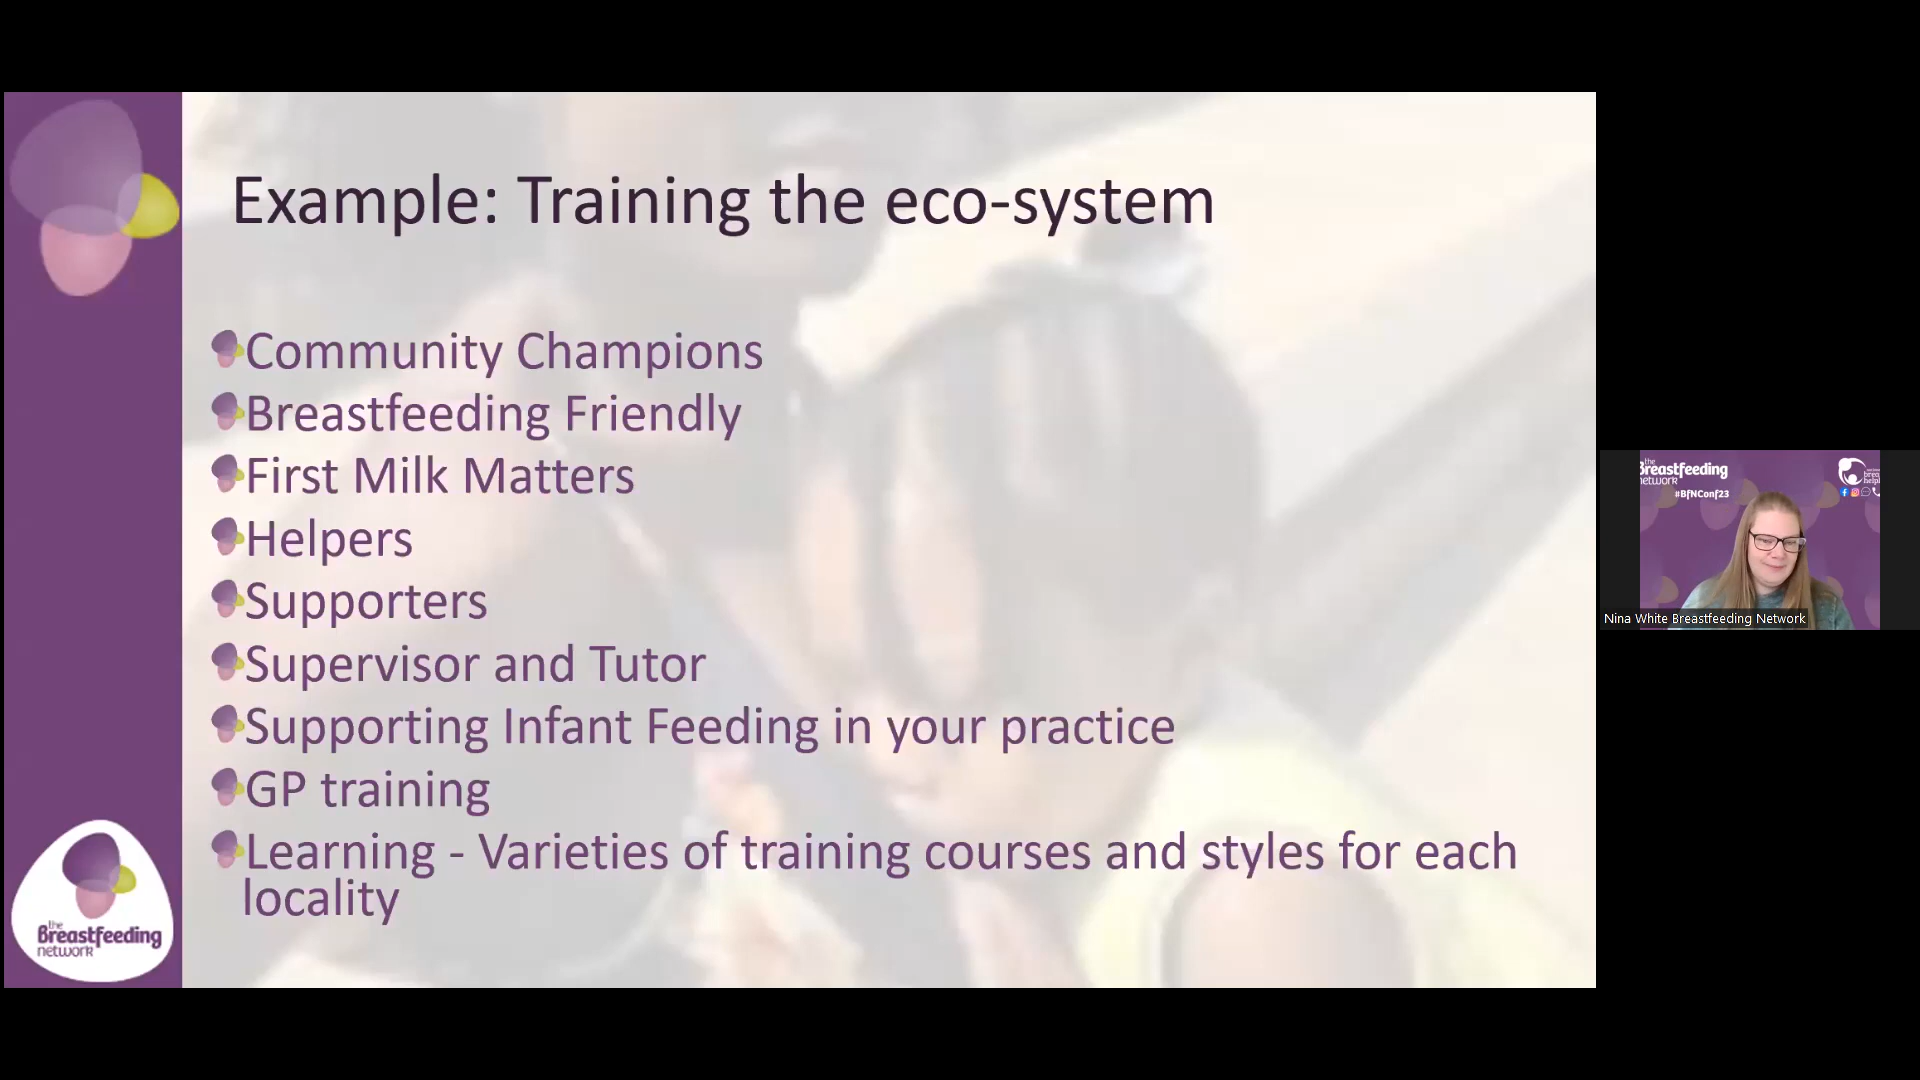 Example: Training the eco-system
Community Champions
Breastfeeding Friendly
First Milk Matters
Helpers
Supporters
Supervisor and Tutor
Supporting Infant Feeding in your practice
GP training
Learning - Varieties of training courses and styles for each
locality
the
Breastfeeding
network
the
Breastfeeding
network
#BfNConf23
Nina White Breastfeeding Network